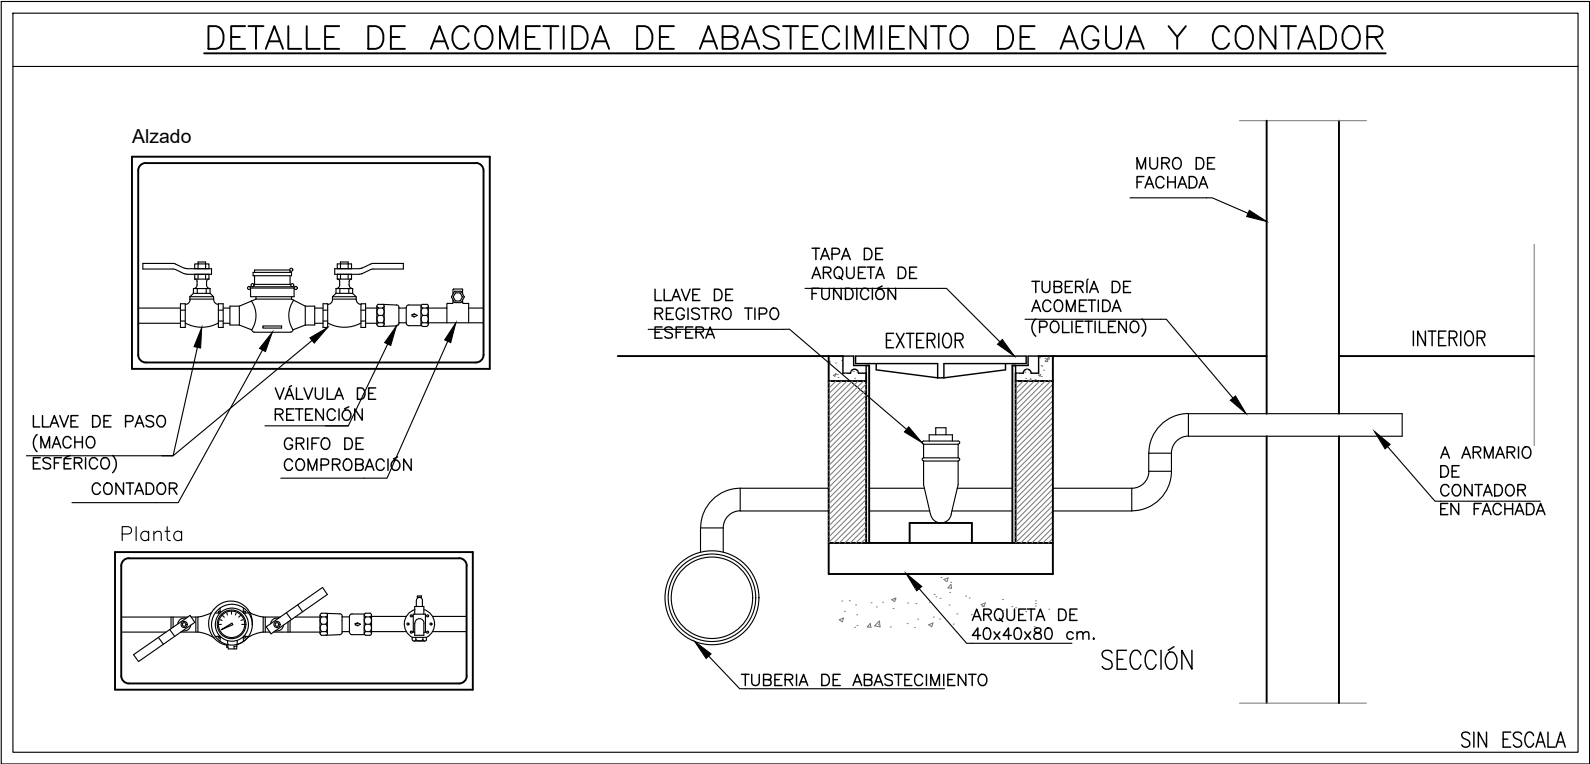 DETALLE DE ACOMETIDA DE ABASTECIMIENTO DE AGUA Y CONTADOR
Alzado
LLAVE DE PASO
(MACHO
ESFÉRICO)
CONTADOR
VÁLVULA DE
RETENCIÓN
GRIFO DE
COMPROBACIÓN
Planta
LLAVE DE
REGISTRO TIPO
ESFERA
TAPA DE
ARQUETA DE
FUNDICIÓN
EXTERIOR
TUBERÍA DE
ACOMETIDA
(POLIETILENO)
MURO DE
FACHADA
INTERIOR
A ARMARIO
DE
CONTADOR
EN FACHADA
ARQUETA DE
40x40x80 cm.
SECCIÓN
TUBERIA DE ABASTECIMIENTO
SIN ESCALA